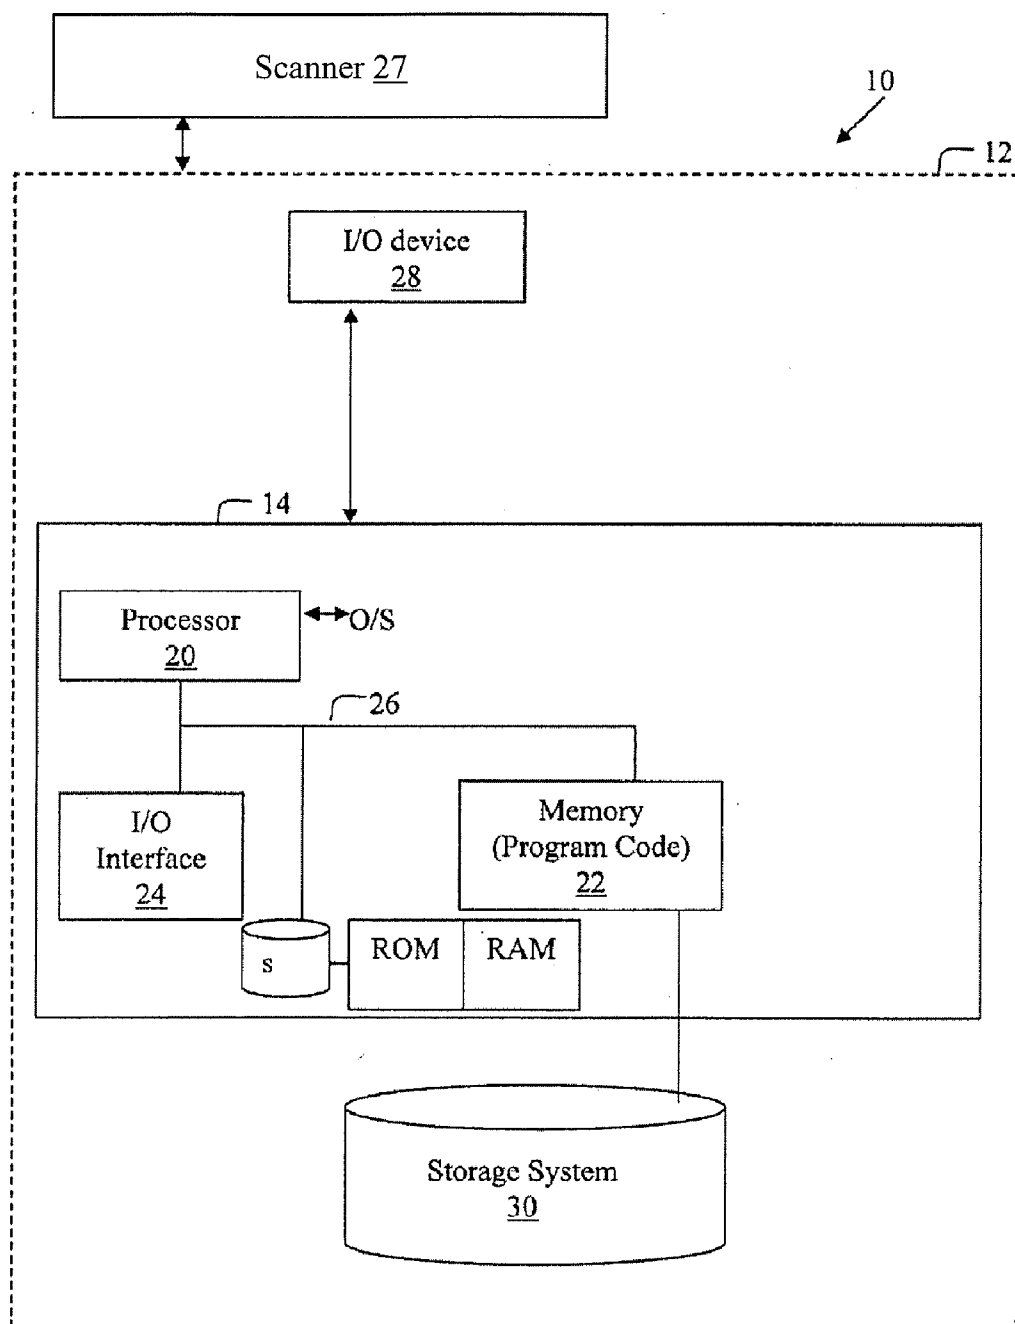 Scanner 27
10
12
I/O device
28
14
Processor
20
O/S
26
I/O
Interface
24
Memory
(Program Code)
22
s
ROM
RAM
Storage System
30